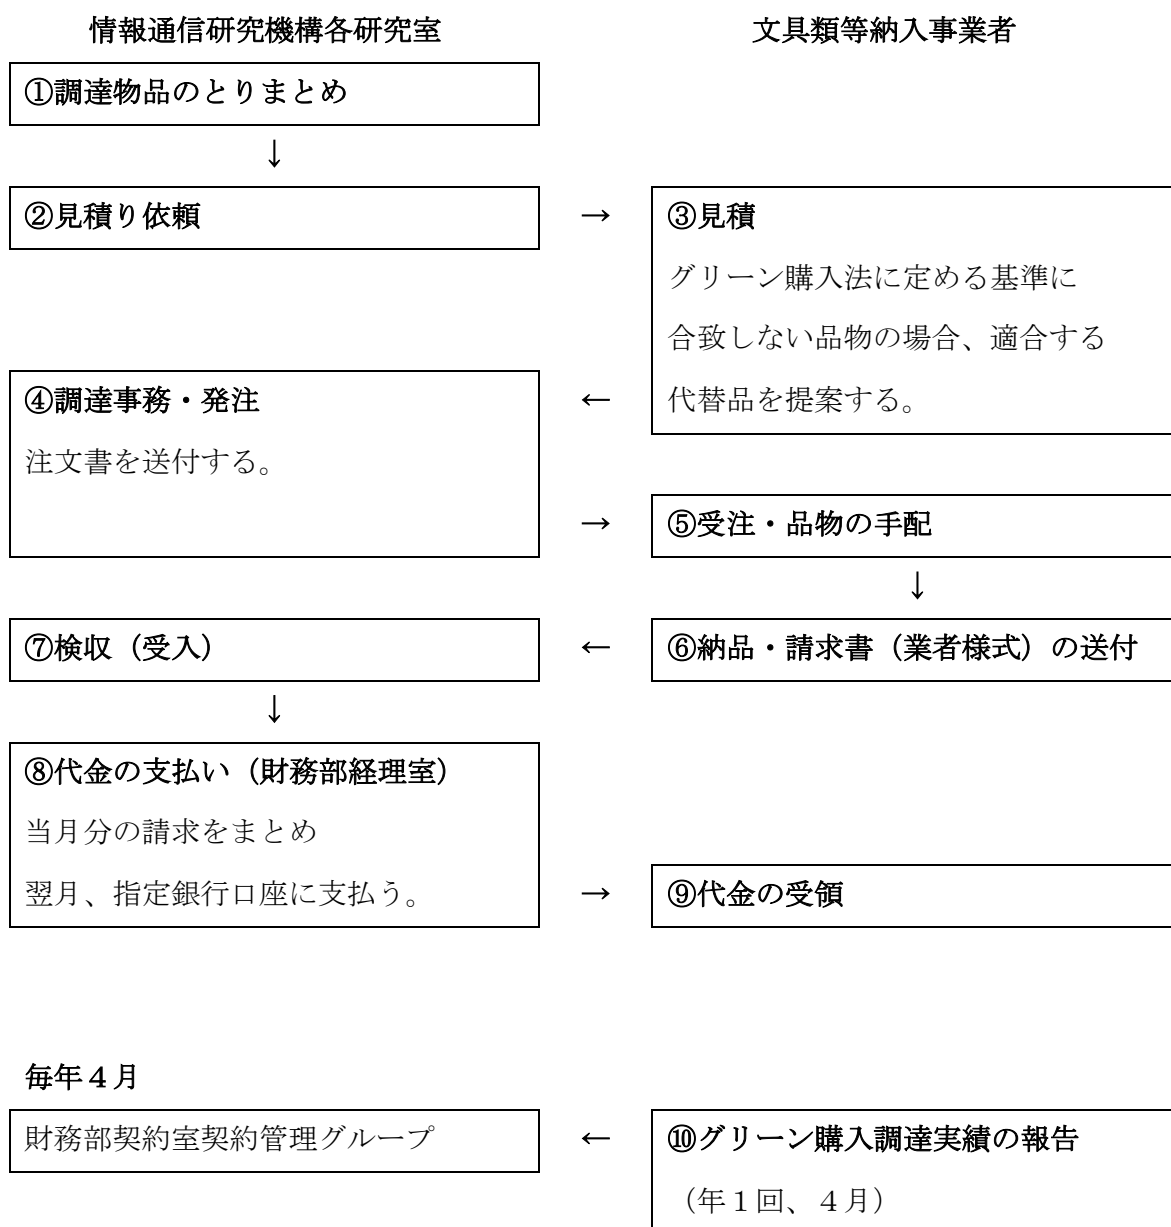 情報通信研究機構各研究室
文具類等納入事業者
①調達物品のとりまとめ
↓
②見積り依頼
→
③見積
グリーン購入法に定める基準に
合致しない品物の場合、適合する
代替品を提案する。
④調達事務・発注
←
注文書を送付する。
→
⑤受注・品物の手配
↓
⑥納品・請求書（業者様式）の送付
←
⑦検収（受入）
↓
⑧代金の支払い（財務部経理室）
当月分の請求をまとめ
翌月、指定銀行口座に支払う。
→
⑨代金の受領
毎年４月
財務部契約室契約管理グループ
←
⑩グリーン購入調達実績の報告
（年１回、４月）